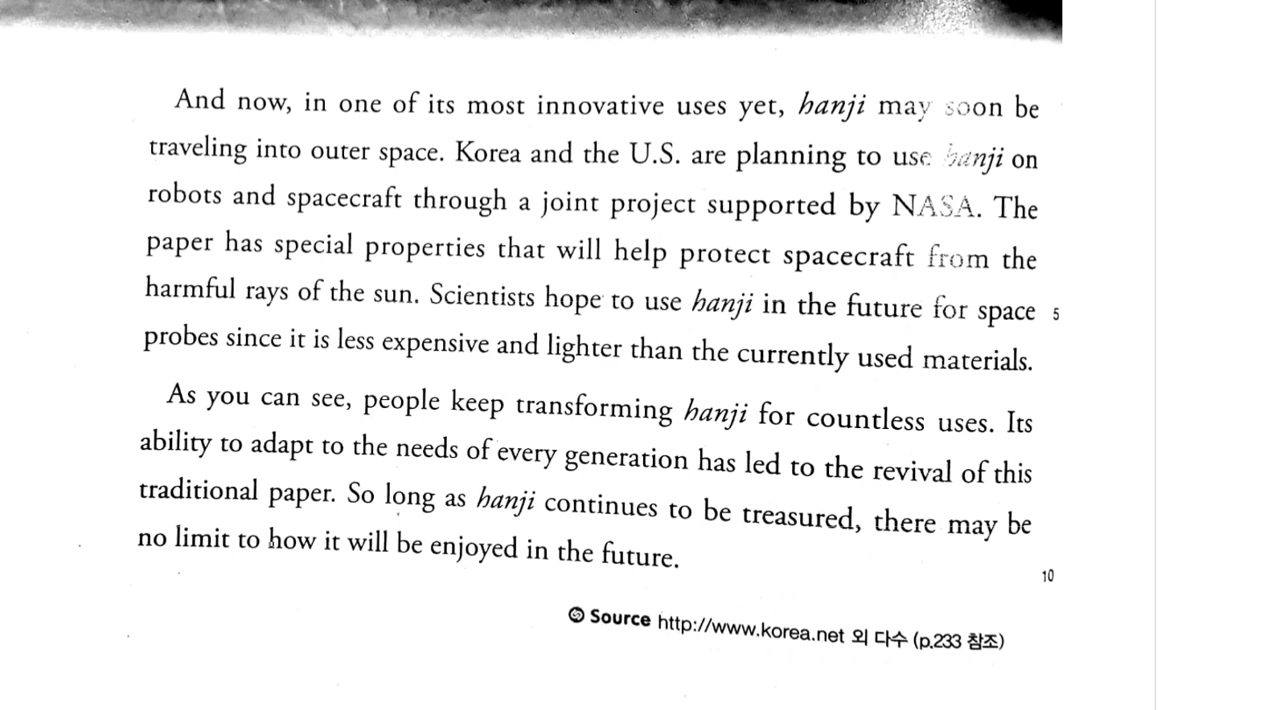 And now, in one of its most innovative uses yet, hanji may soon be
traveling into outer space. Korea and the U.S. are planning to use hanji on
robots and spacecraft through a joint project supported by NASA. The
paper has special properties that will help protect spacecraft from the
harmful rays of the sun. Scientists hope to use hanji in the future for space 5
probes since it is less expensive and lighter than the currently used materials.
As you can see, people keep transforming hanji for countless uses. Its
ability to adapt to the needs of every generation has led to the revival of this
traditional paper. So long as hanji continues to be treasured, there may be
no limit to how it will be enjoyed in the future.
10
Source http://www.korea.net 외 다수 (p.233 참조)